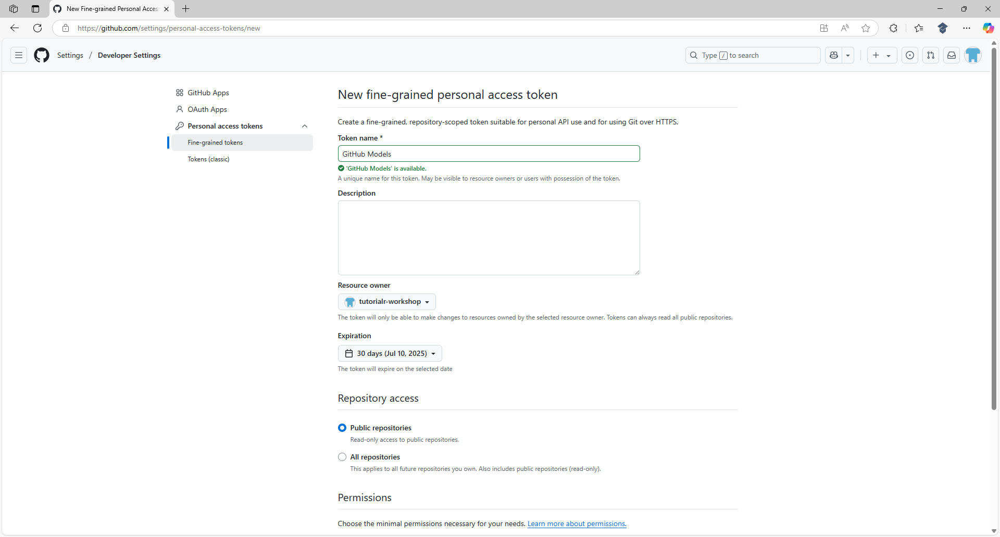 New Fine-grained Personal Acces
https://github.com/settings/personal-access-tokens/new
Settings / Developer Settings
Type / to search
GitHub Apps
OAuth Apps
Personal access tokens
Fine-grained tokens
Tokens (classic)
New fine-grained personal access token
Create a fine-grained, repository-scoped token suitable for personal API use and for using Git over HTTPS.
Token name *
GitHub Models
'GitHub Models' is available.
A unique name for this token. May be visible to resource owners or users with possession of the token.
Description
Resource owner
tutorialr-workshop
The token will only be able to make changes to resources owned by the selected resource owner. Tokens can always read all public repositories.
Expiration
30 days (Jul 10, 2025)
The token will expire on the selected date
Repository access
Public repositories
Read-only access to public repositories.
All repositories
This applies to all future repositories you own. Also includes public repositories (read-only).
Permissions
Choose the minimal permissions necessary for your needs. Learn more about permissions.